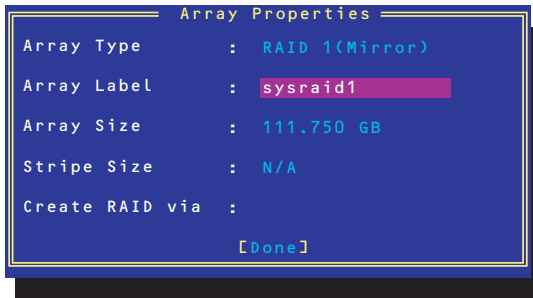 Array Properties
Array Type : RAID 1(Mirror)
Array Label : sysraid1
Array Size : 111.750 GB
Stripe Size : N/A
Create RAID via :
[Done]